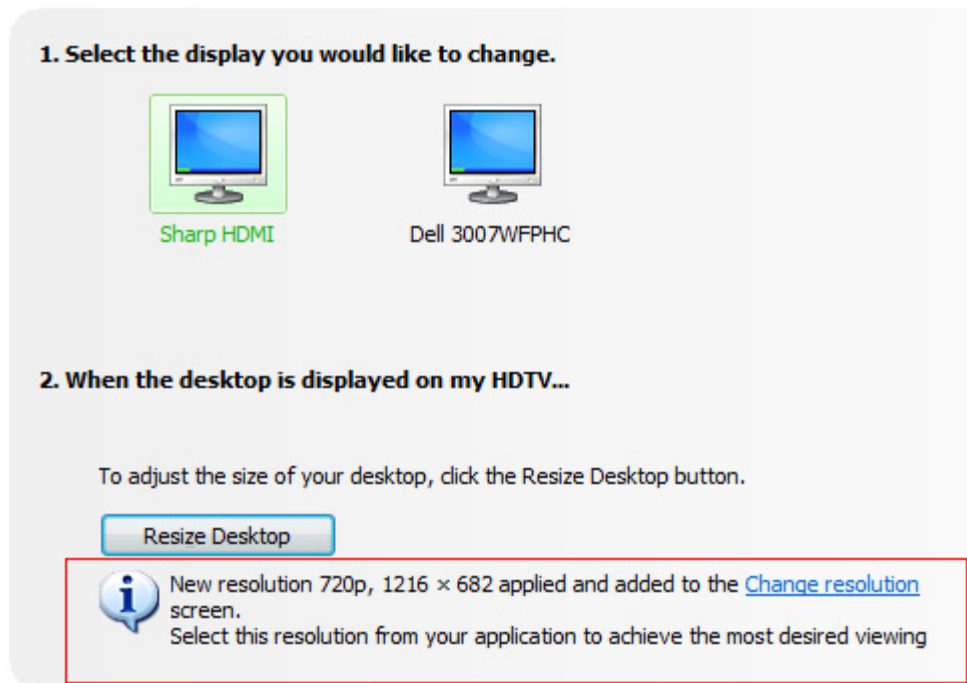 1. Select the display you would like to change.
Sharp HDMI
Dell 3007WFPHC
2. When the desktop is displayed on my HDTV...
To adjust the size of your desktop, click the Resize Desktop button.
Resize Desktop
New resolution 720p, 1216 × 682 applied and added to the Change resolution
screen.
Select this resolution from your application to achieve the most desired viewing